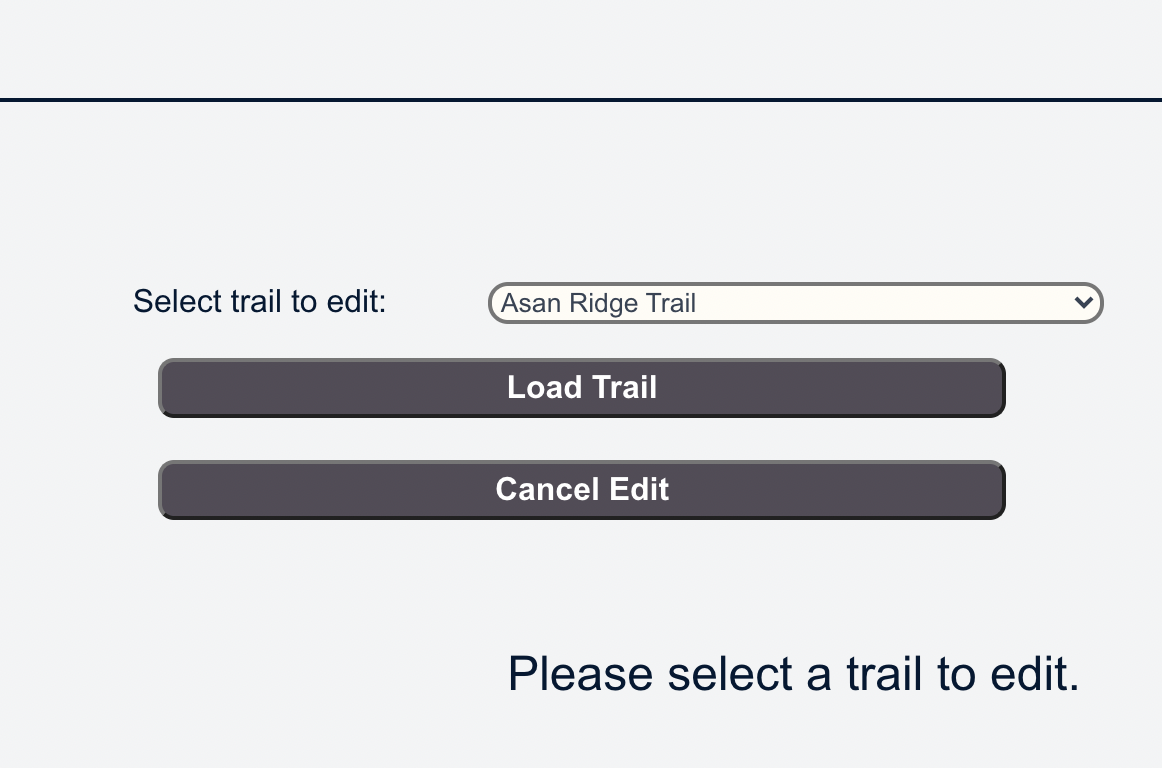 Select trail to edit:
Asan Ridge Trail
Load Trail
Cancel Edit
Please select a trail to edit.